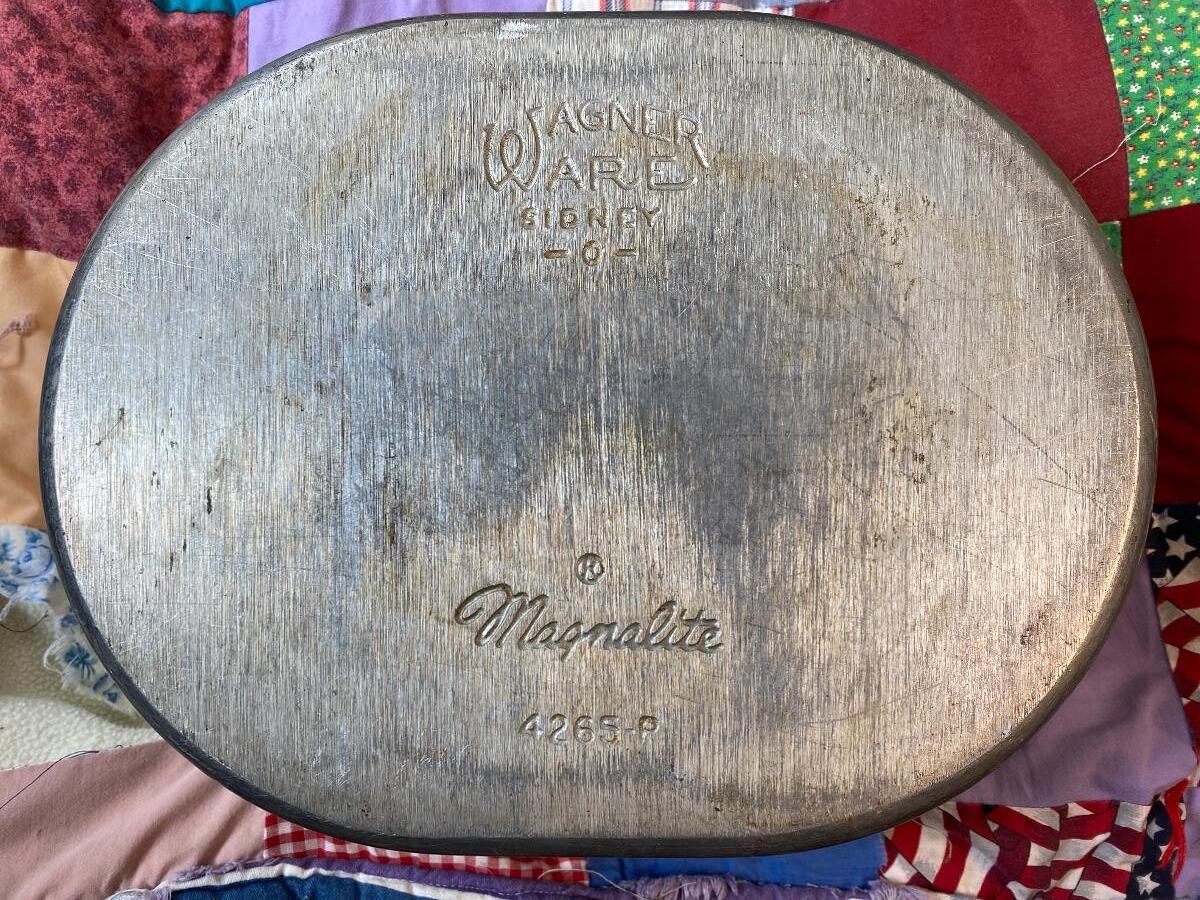 WAGNER
WARE
SIDNEY
-O-
®
Magnalite
4265-P